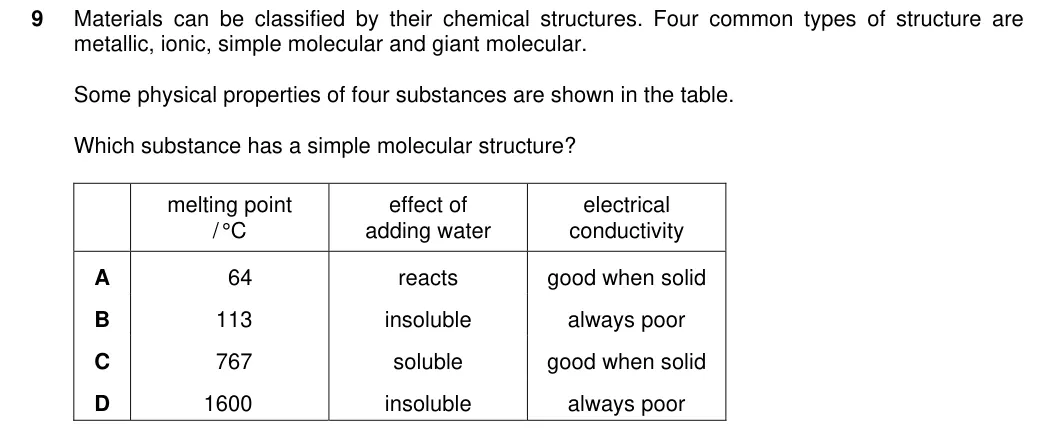 9 Materials can be classified by their chemical structures. Four common types of structure are
metallic, ionic, simple molecular and giant molecular.
Some physical properties of four substances are shown in the table.
Which substance has a simple molecular structure?
melting point /°C effect of adding water electrical conductivity
A 64 reacts good when solid
B 113 insoluble always poor
C 767 soluble good when solid
D 1600 insoluble always poor